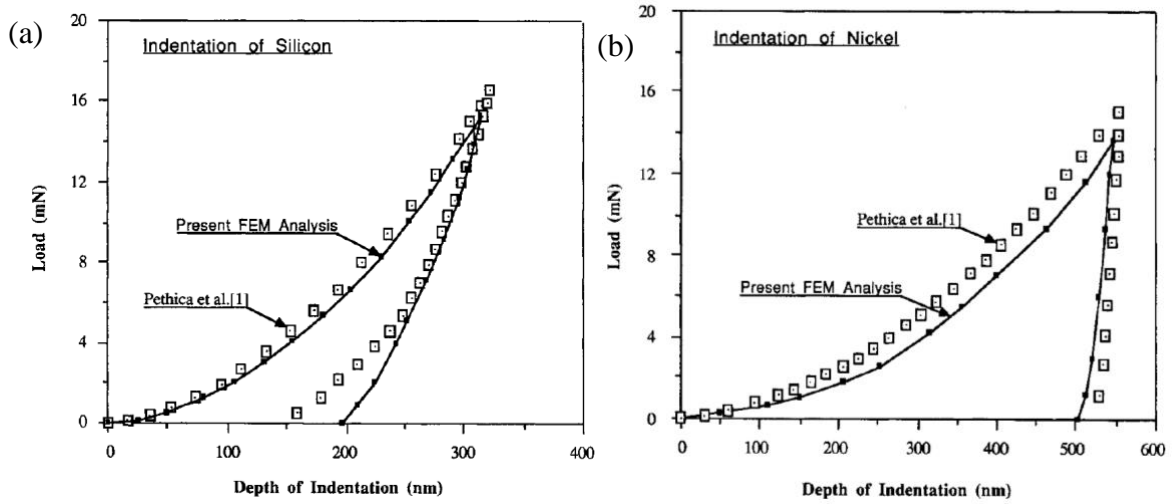 (a)
Indentation of Silicon
20
16
12
8
4
0
Load (mN)
Present FEM Analysis
Pethica et al.[1]
0 100 200 300 400
Depth of Indentation (nm)
(b)
Indentation of Nickel
20
16
12
8
4
0
Load (mN)
Pethica et al.[1]
Present FEM Analysis
0 100 200 300 400 500 600
Depth of Indentation (nm)